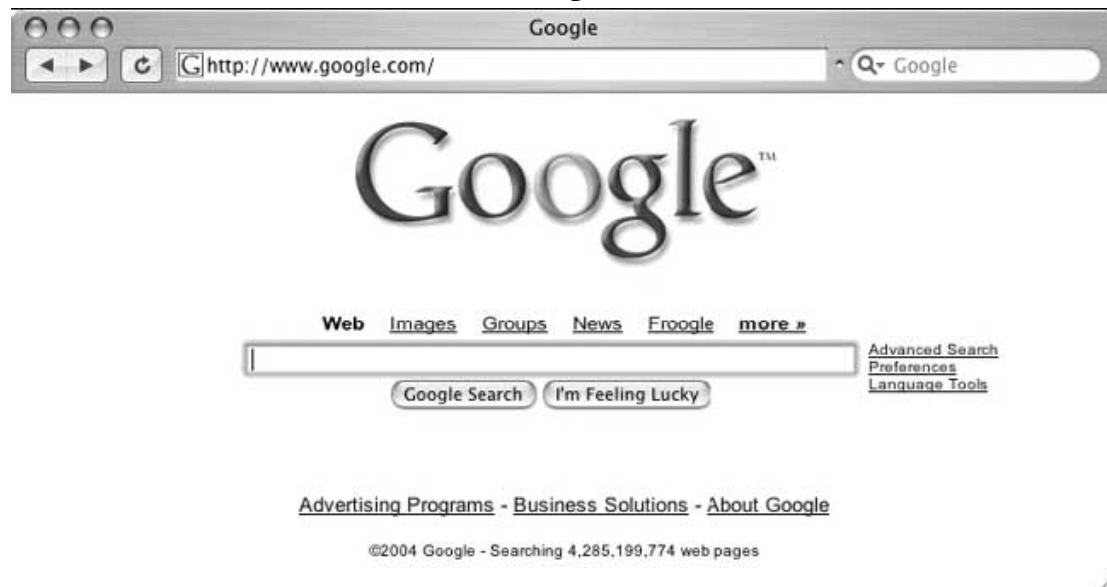 Google
http://www.google.com/ Google
Google™
Web Images Groups News Froogle more »
Advanced Search
Preferences
Language Tools
Google Search I'm Feeling Lucky
Advertising Programs - Business Solutions - About Google
©2004 Google - Searching 4,285,199,774 web pages